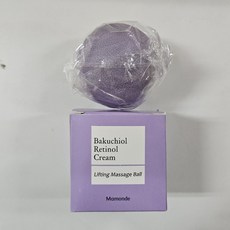 Bakuchiol
Retinol
Cream
Lifting Massage Ball
Mamonde